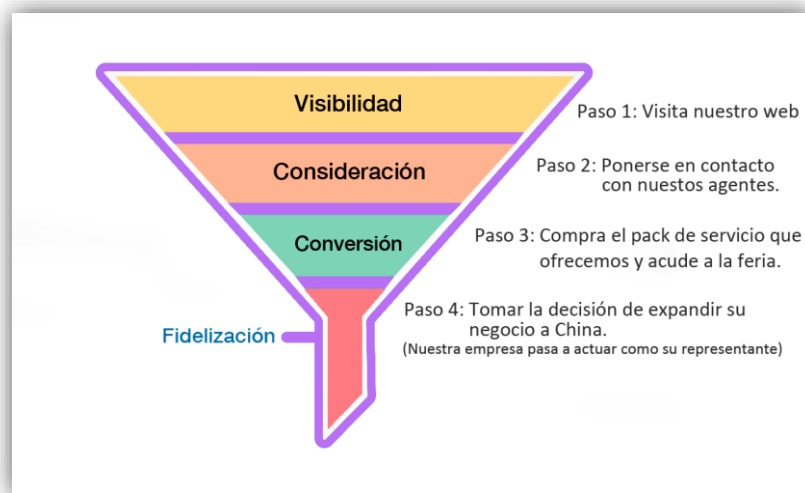 Visibilidad
Paso 1: Visita nuestro web
Consideración
Paso 2: Ponerse en contacto
con nuestos agentes.
Conversión
Paso 3: Compra el pack de servicio que
ofrecemos y acude a la feria.
Paso 4: Tomar la decisión de expandir su
negocio a China.
(Nuestra empresa pasa a actuar como su representante)
Fidelización